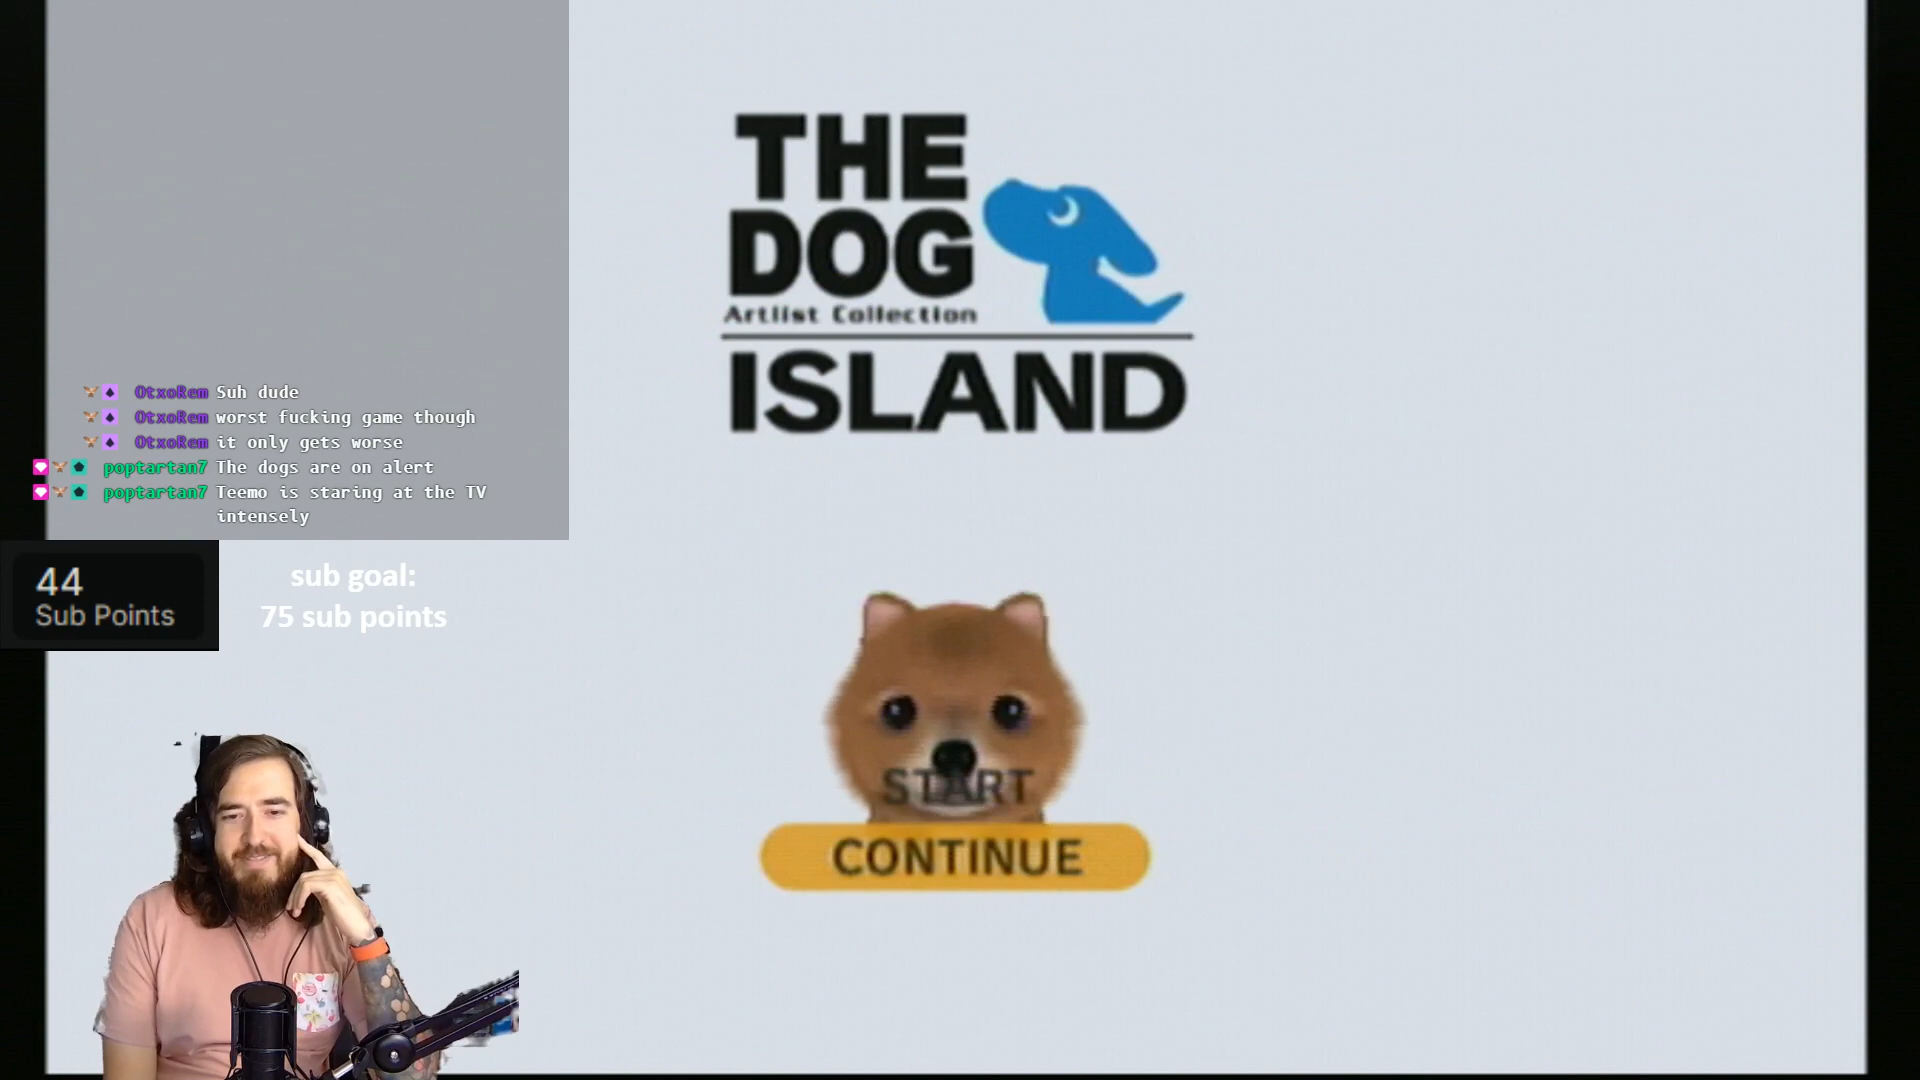 THE
DOG
Artlist Collection
ISLAND
OtxoRem Suh dude
OtxoRem worst fucking game though
OtxoRem it only gets worse
poptartan7 The dogs are on alert
poptartan7 Teemo is staring at the TV
intensely
44
Sub Points
sub goal:
75 sub points
START
CONTINUE